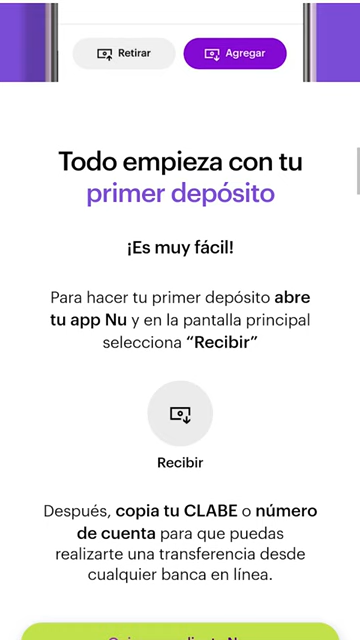 Retirar
Agregar
Todo empieza con tu
primer depósito
¡Es muy fácil!
Para hacer tu primer depósito abre
tu app Nu y en la pantalla principal
selecciona “Recibir”
Recibir
Después, copia tu CLABE o número
de cuenta para que puedas
realizarte una transferencia desde
cualquier banca en línea.